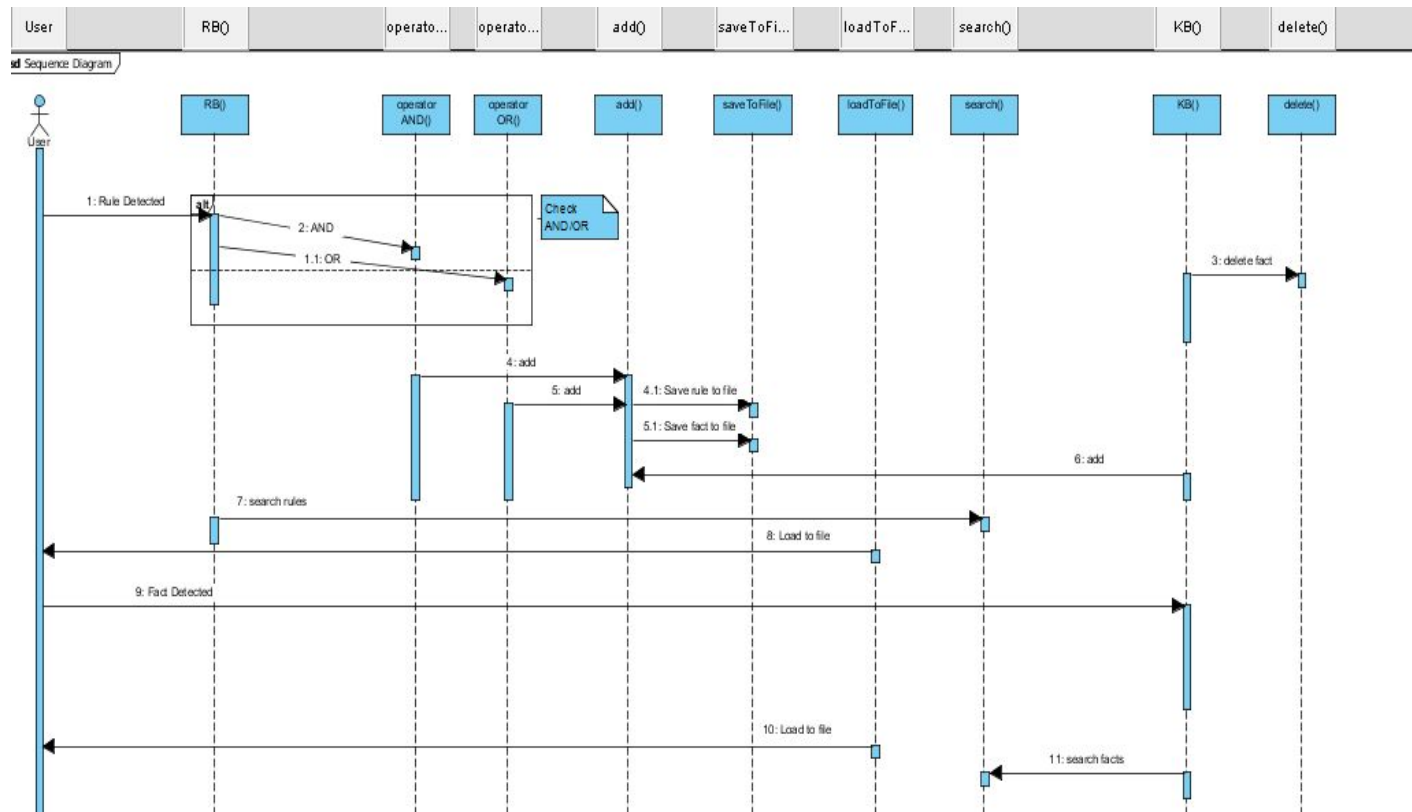 User RB() operato... operato... add() saveToFi... loadToF... search() KB() delete()
sd Sequence Diagram
RB() operator operator add() saveToFile() loadToFile() search() KB() delete()
AND() OR()
User
1: Rule Detected
alt
Check
AND/OR
2: AND
1.1: OR
3: delete fact
4: add
5: add
4.1: Save rule to file
5.1: Save fact to file
6: add
7: search rules
8: Load to file
9: Fact Detected
10: Load to file
11: search facts